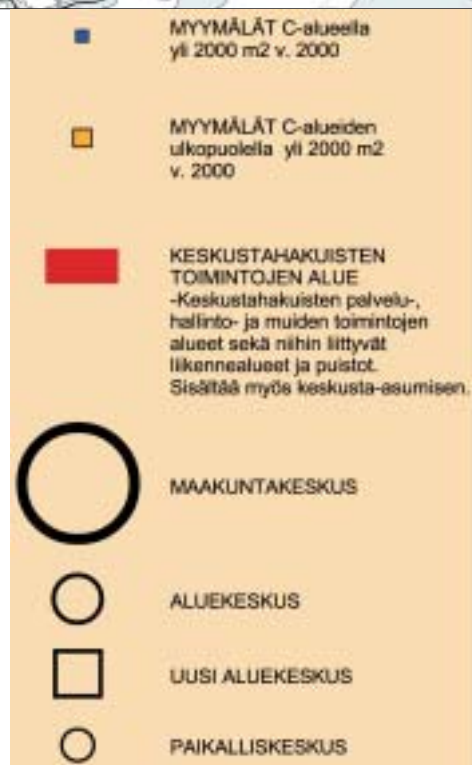 MYYMÄLÄT C-alueella
yli 2000 m2 v. 2000
MYYMÄLÄT C-alueiden
ulkopuolella yli 2000 m2
v. 2000
KESKUSTAHAKUISTEN
TOIMINTOJEN ALUE
-Keskustahakuisten palvelu-,
hallinto- ja muiden toimintojen
alueet sekä niihin liittyvät
liikennealueet ja puistot.
Sisältää myös keskusta-asumisen.
MAAKUNTAKESKUS
ALUEKESKUS
UUSI ALUEKESKUS
PAIKALLISKESKUS